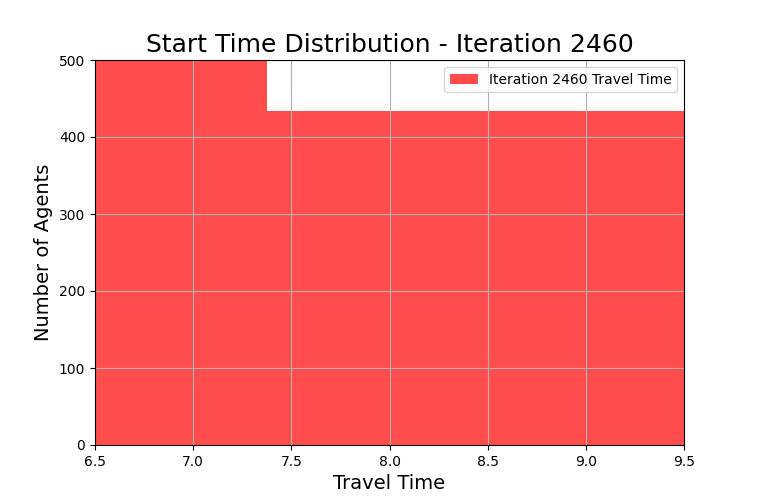 Start Time Distribution - Iteration 2460
500
400
300
200
100
0
Number of Agents
Iteration 2460 Travel Time
6.5 7.0 7.5 8.0 8.5 9.0 9.5
Travel Time